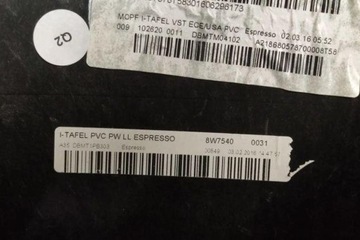 MOPF I-TAFEL VST ECE/USA PVC Espresso 02.03.16 05:52
009 102820 0011 DBMTM04102 A2186805787000085T58
Q2
I-TAFEL PVC PW LL ESPRESSO 8W7540 0031
Espresso